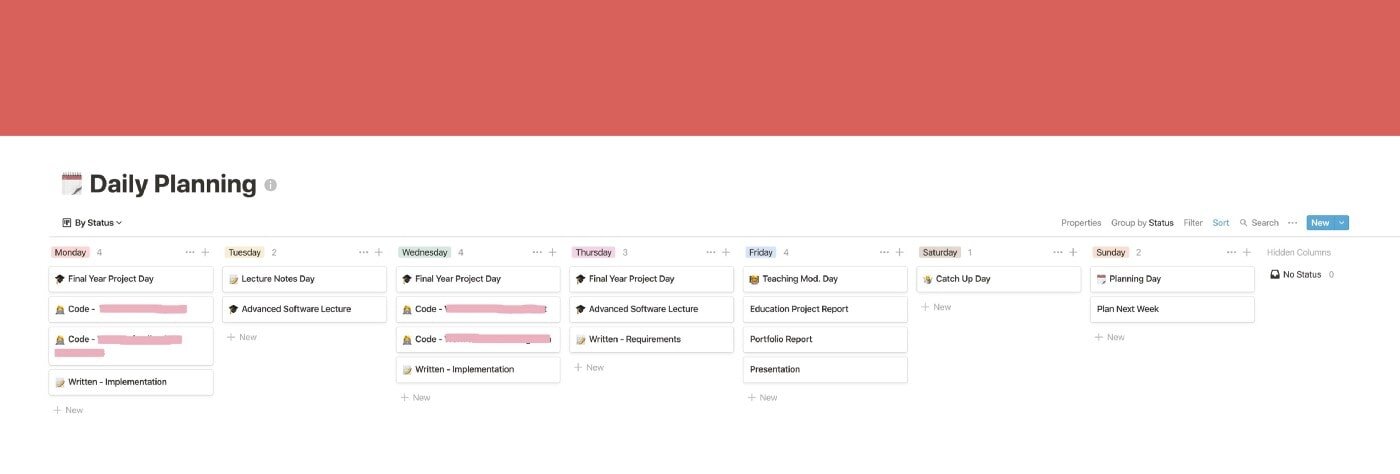 Daily Planning
By Status
Properties Group by Status Filter Sort Search New
Monday 4
Final Year Project Day
Code -
Code -
Written - Implementation
New
Tuesday 2
Lecture Notes Day
Advanced Software Lecture
New
Wednesday 4
Final Year Project Day
Code -
Code -
Written - Implementation
New
Thursday 3
Final Year Project Day
Advanced Software Lecture
Written - Requirements
New
Friday 4
Teaching Mod. Day
Education Project Report
Portfolio Report
Presentation
New
Saturday 1
Catch Up Day
New
Sunday 2
Planning Day
Plan Next Week
New
Hidden Columns
No Status 0